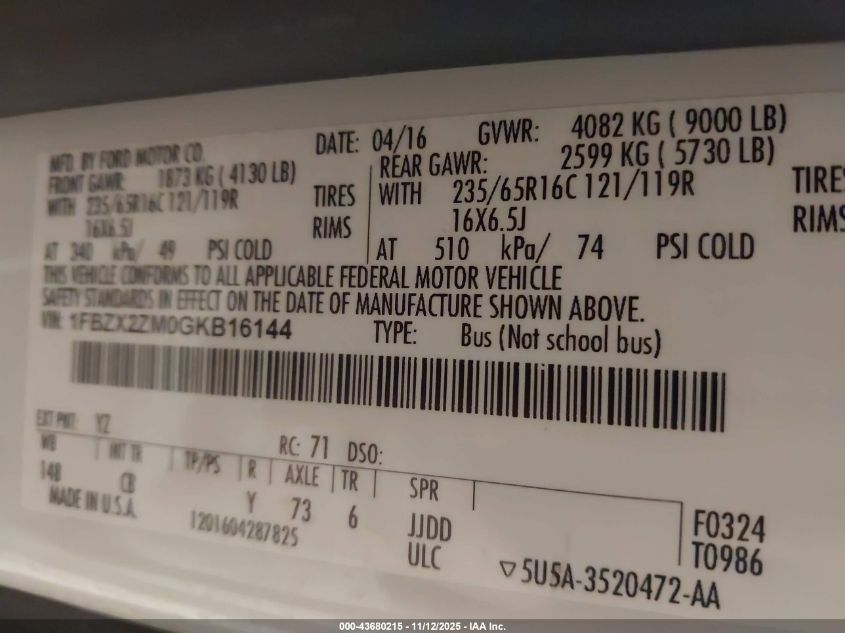 MFD. BY FORD MOTOR CO. DATE: 04/16 GVWR: 4082 KG ( 9000 LB)
FRONT GAWR: 1873 KG ( 4130 LB) REAR GAWR: 2599 KG ( 5730 LB)
WITH 235/65R16C 121/119R TIRES WITH 235/65R16C 121/119R TIRES
16X6.5J RIMS 16X6.5J RIMS
AT 340 kPa/ 49 PSI COLD AT 510 kPa/ 74 PSI COLD
THIS VEHICLE CONFORMS TO ALL APPLICABLE FEDERAL MOTOR VEHICLE
SAFETY STANDARDS IN EFFECT ON THE DATE OF MANUFACTURE SHOWN ABOVE.
VIN: 1FBZX2ZM0GKB16144 TYPE: Bus (Not school bus)
EXT PNT: YZ RC: 71 DSO:
WB INT TR TP/PS R AXLE TR SPR
148 CB Y 73 6 JJDD
ULC
MADE IN U.S.A. 1201604287825
F0324
T0986
▽5U5A-3520472-AA
000-43680215 - 11/12/2025 - IAA Inc.